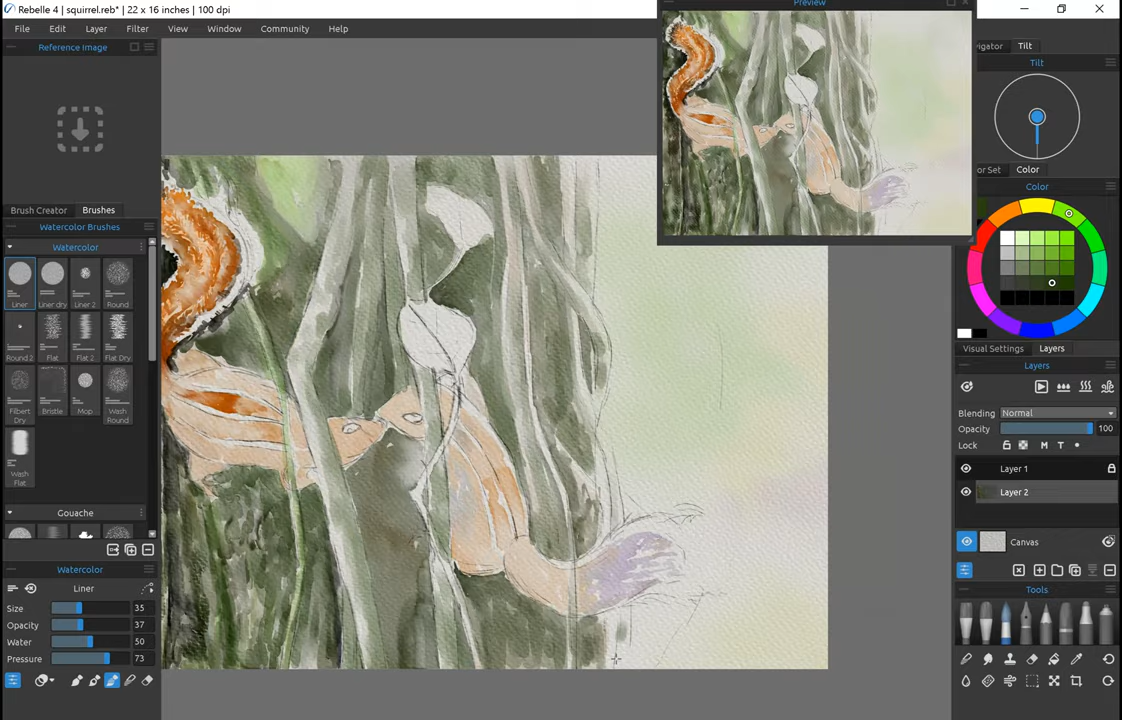 Rebelle 4 | squirrel.reb* | 22 x 16 inches | 100 dpi
Preview
File Edit Layer Filter View Window Community Help
Reference Image
avigator Tilt
Tilt
or Set Color
Color
Brush Creator Brushes
Watercolor Brushes
Watercolor
Liner Liner dry Liner 2 Round
Round 2 Flat Flat 2 Flat Dry
Filbert Dry Bristle Mop Wash Round
Wash Flat
Gouache
Watercolor
Liner
Size 35
Opacity 37
Water 50
Pressure 73
Visual Settings Layers
Layers
Blending Normal
Opacity 100
Lock M T
Layer 1
Layer 2
Canvas
Tools